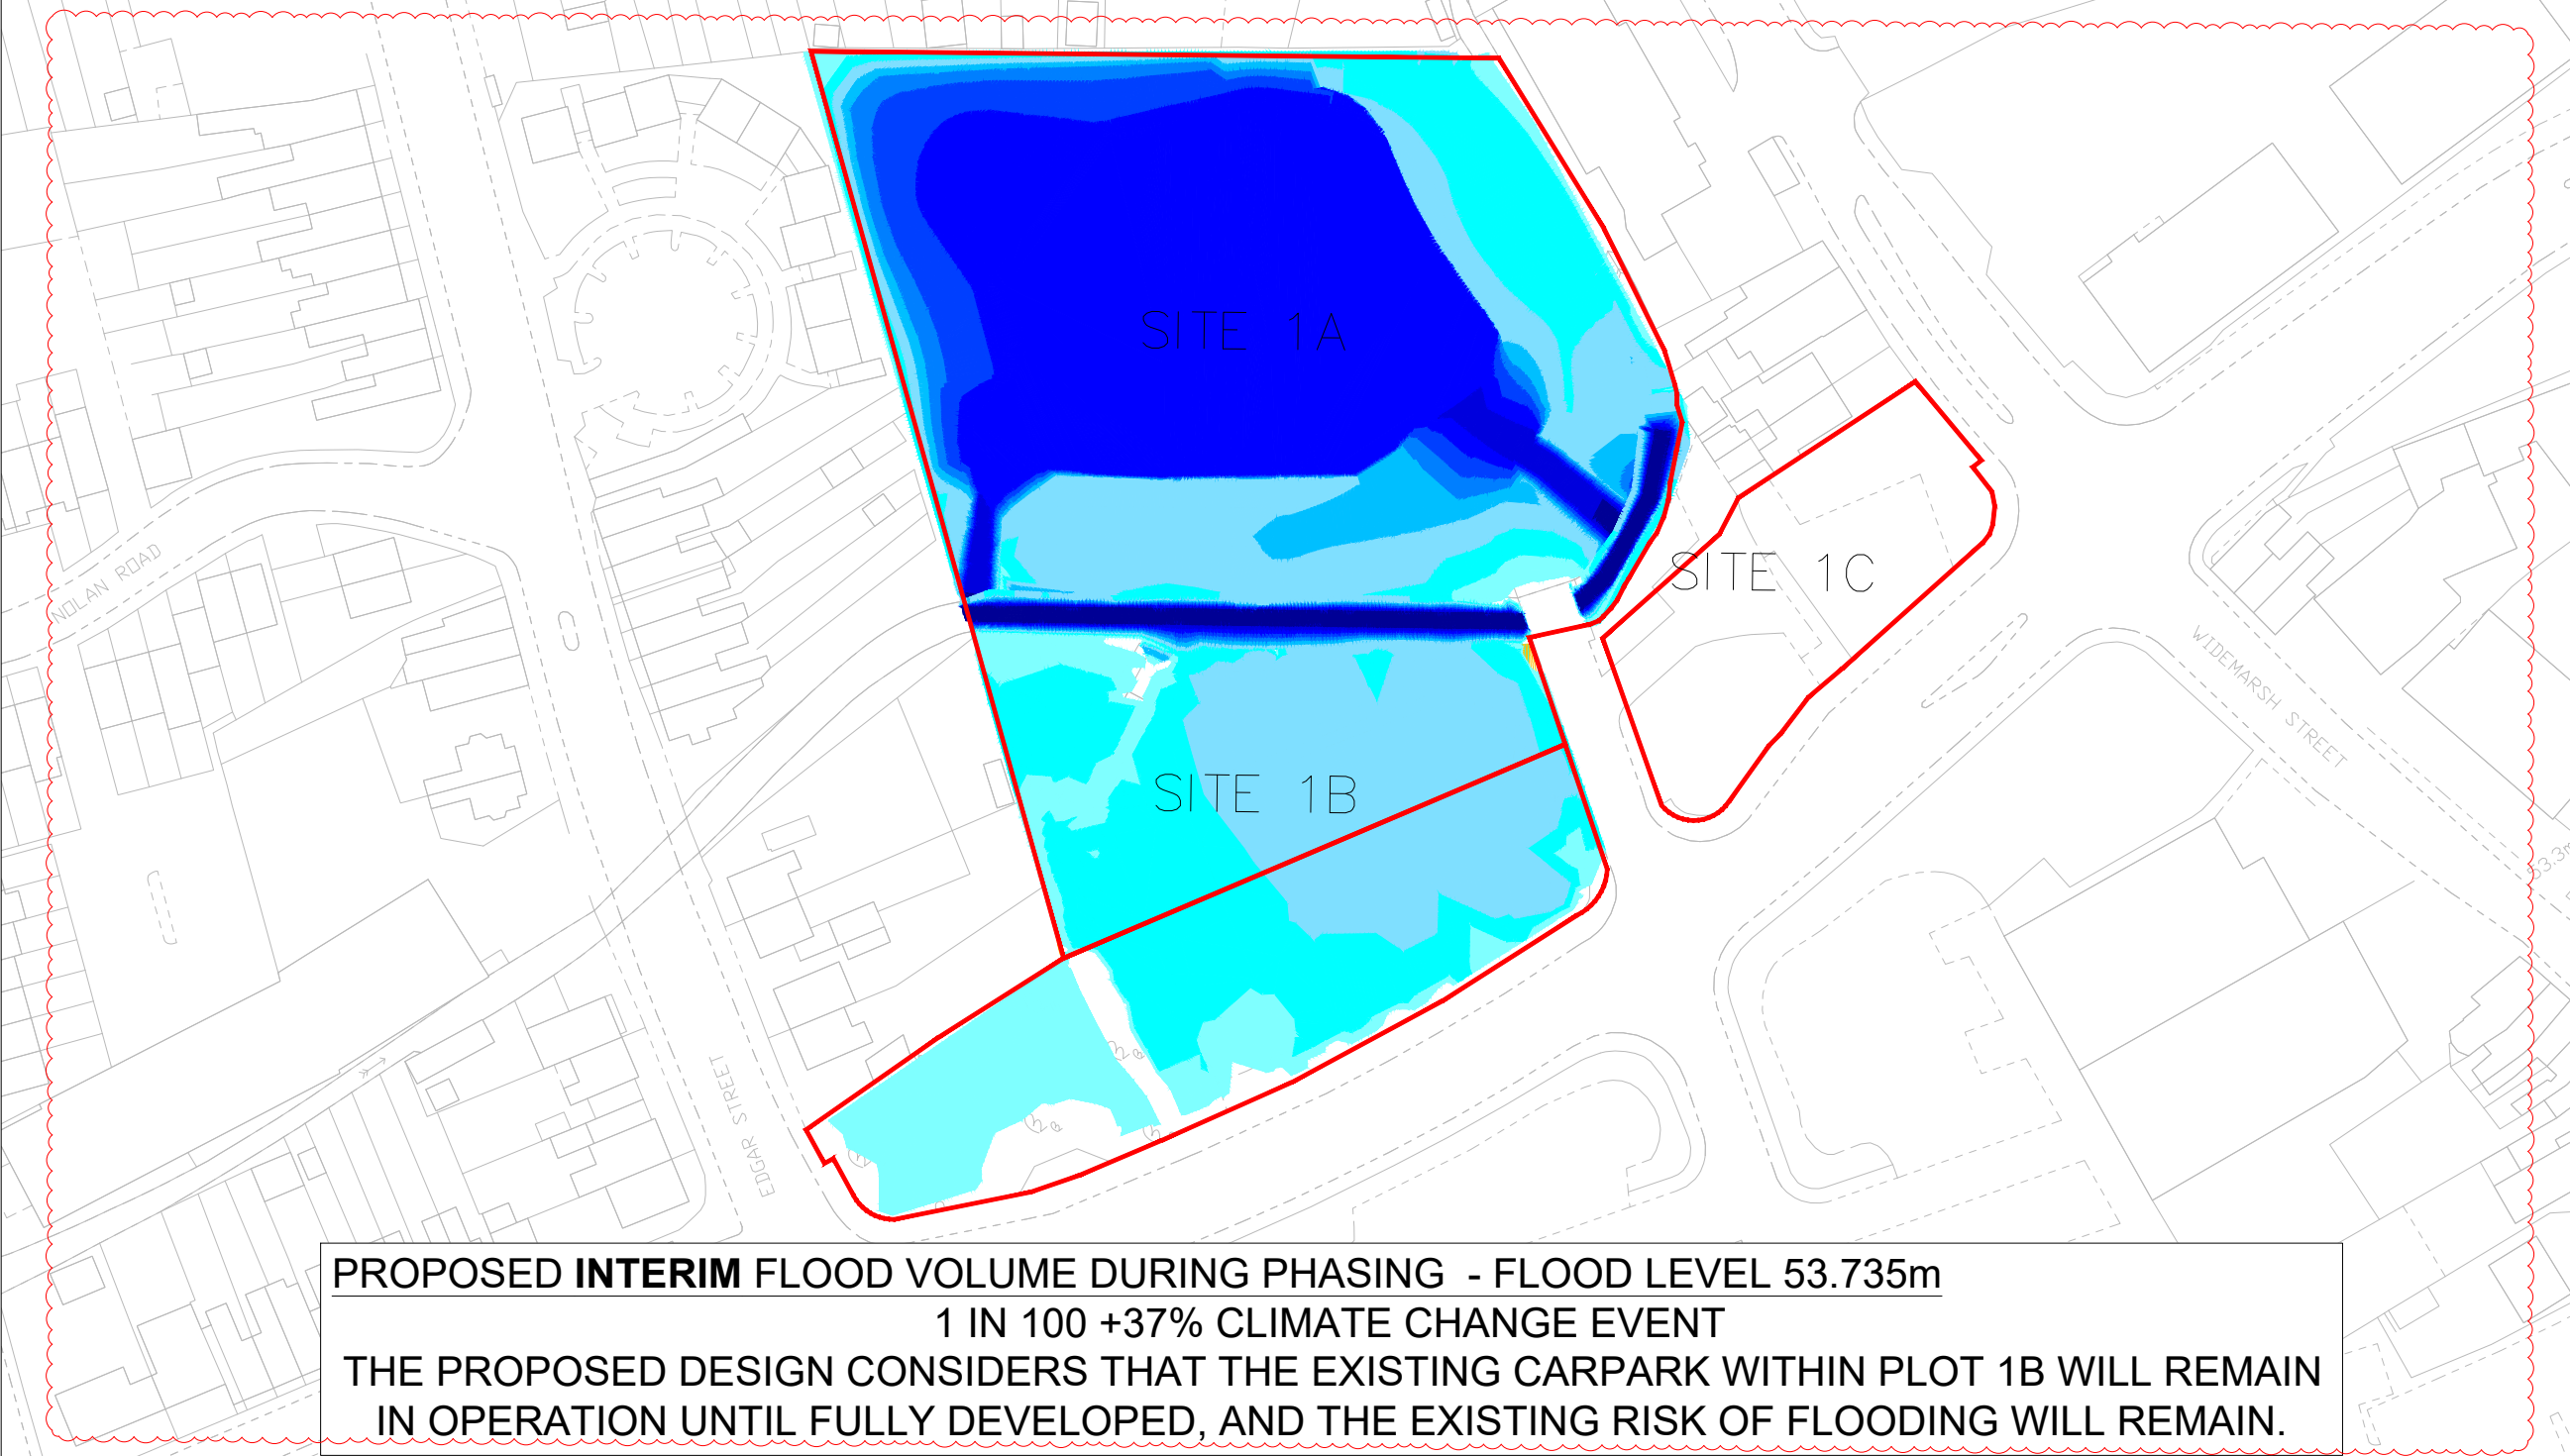 SITE 1A
NOLAN ROAD
SITE 1C
WIDEMARSH STREET
SITE 1B
53.3m
EDGAR STREET
PROPOSED INTERIM FLOOD VOLUME DURING PHASING - FLOOD LEVEL 53.735m
1 IN 100 +37% CLIMATE CHANGE EVENT
THE PROPOSED DESIGN CONSIDERS THAT THE EXISTING CARPARK WITHIN PLOT 1B WILL REMAIN
IN OPERATION UNTIL FULLY DEVELOPED, AND THE EXISTING RISK OF FLOODING WILL REMAIN.